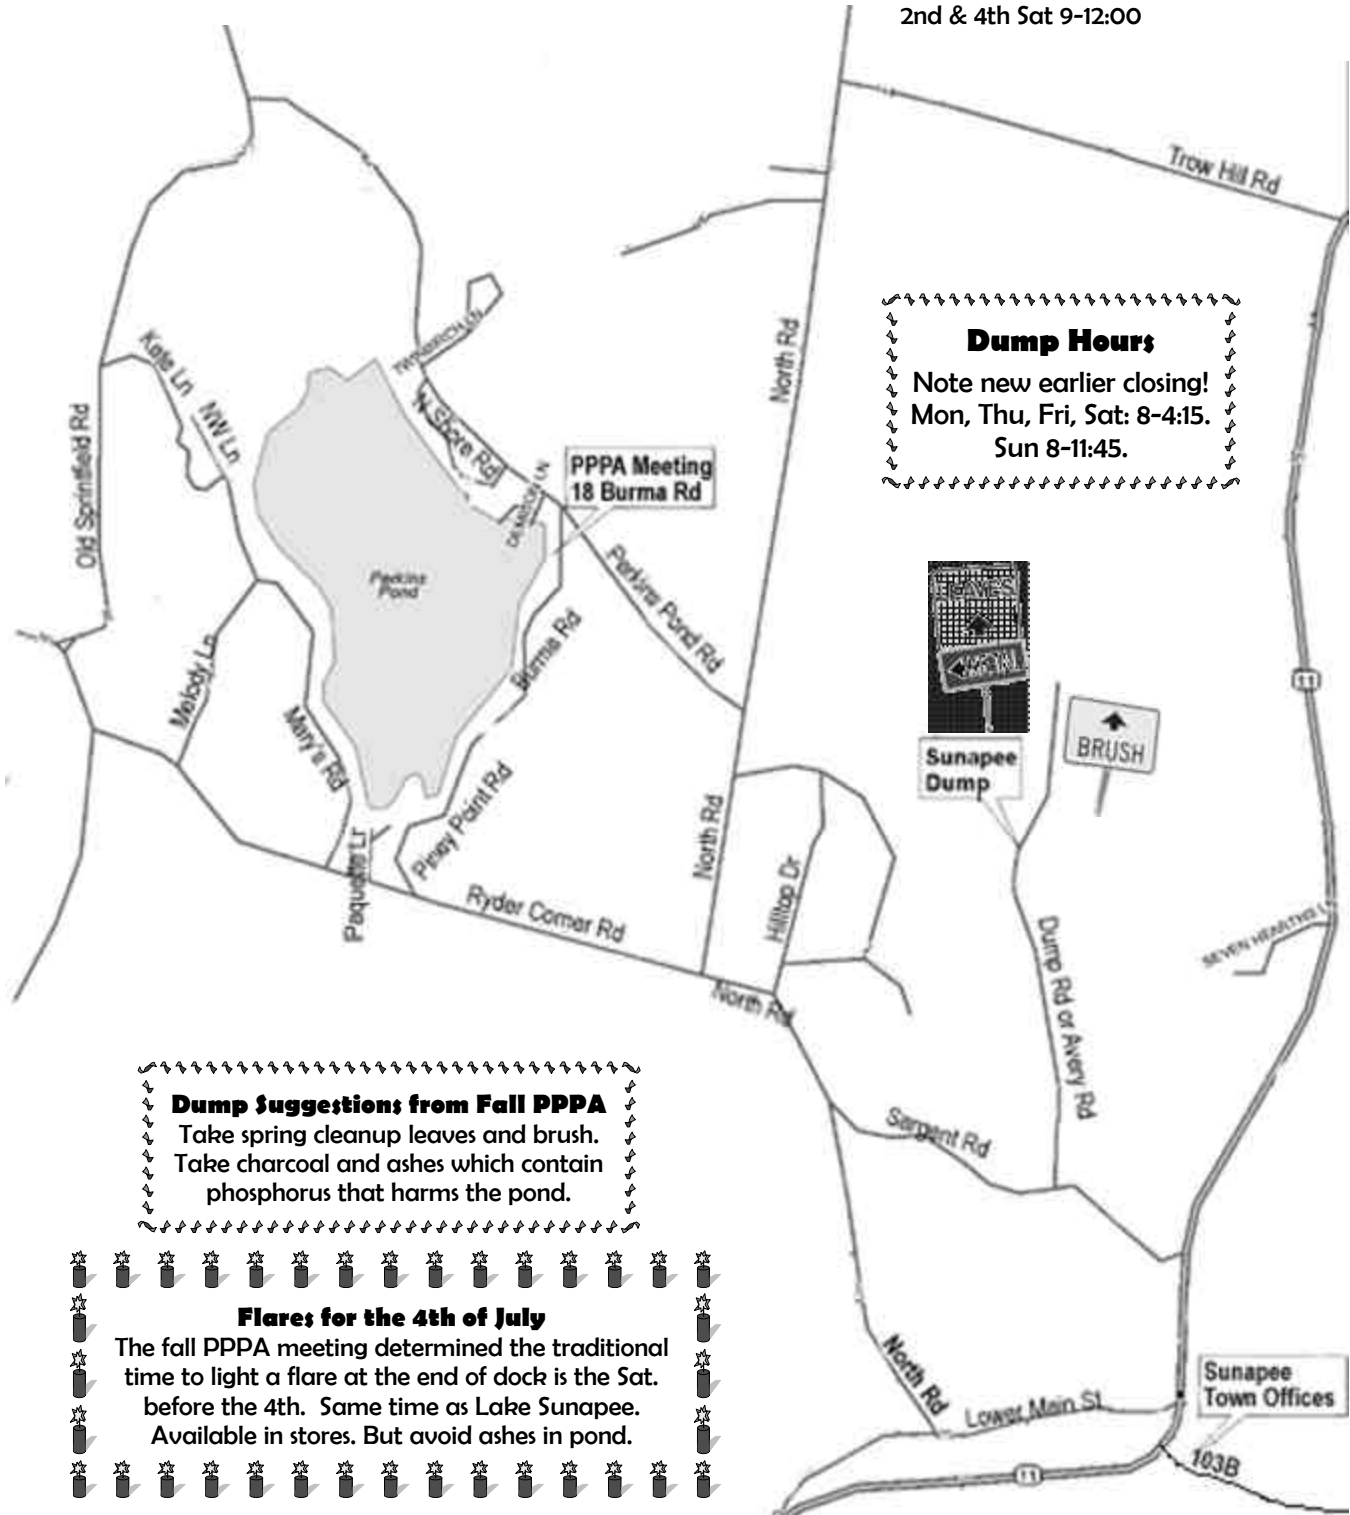 2nd & 4th Sat 9-12:00
Trow Hill Rd
North Rd
Dump Hours
Note new earlier closing!
Mon, Thu, Fri, Sat: 8-4:15.
Sun 8-11:45.
Kate Ln
NW Ln
N Shore Rd
Old Sprintfield Rd
PPPA Meeting
18 Burma Rd
Perkins
Pond
Perkins Pond Rd
Burma Rd
Melody Ln
Mary's Rd
11
LEAVES
BRUSH
Sunapee
Dump
Piney Point Rd
North Rd
Hilltop Dr
Ryder Corner Rd
SEVEN HEARTHS
North Rd
Dump Rd or Avery Rd
Sargent Rd
Dump Suggestions from Fall PPPA
Take spring cleanup leaves and brush.
Take charcoal and ashes which contain
phosphorus that harms the pond.
Flares for the 4th of July
The fall PPPA meeting determined the traditional
time to light a flare at the end of dock is the Sat.
before the 4th. Same time as Lake Sunapee.
Available in stores. But avoid ashes in pond.
North Rd
Lower Main St
Sunapee
Town Offices
103B
11